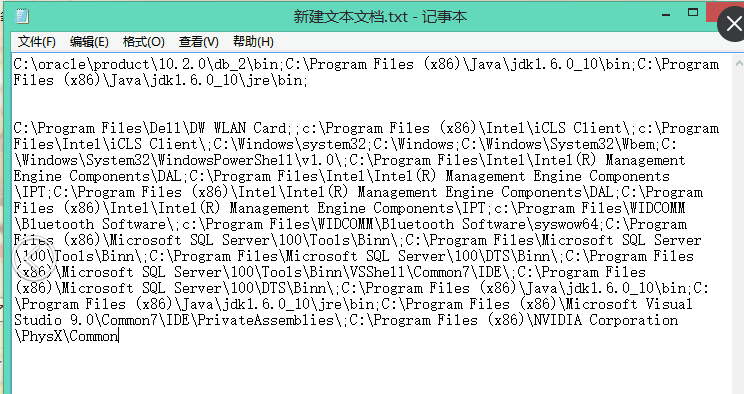 新建文本文档.txt - 记事本
文件(F) 编辑(E) 格式(O) 查看(V) 帮助(H)
C:\oracle\product\10.2.0\db_2\bin;C:\Program Files (x86)\Java\jdk1.6.0_10\bin;C:\Program
Files (x86)\Java\jdk1.6.0_10\jre\bin;
C:\Program Files\Dell\DW WLAN Card;;c:\Program Files (x86)\Intel\iCLS Client\;c:\Program
Files\Intel\iCLS Client\;C:\Windows\system32;C:\Windows;C:\Windows\System32\Wbem;C:
\Windows\System32\WindowsPowerShell\v1.0\;C:\Program Files\Intel\Intel(R) Management
Engine Components\DAL;C:\Program Files\Intel\Intel(R) Management Engine Components
\IPT;C:\Program Files (x86)\Intel\Intel(R) Management Engine Components\DAL;C:\Program
Files (x86)\Intel\Intel(R) Management Engine Components\IPT;c:\Program Files\WIDCOMM
\Bluetooth Software\;c:\Program Files\WIDCOMM\Bluetooth Software\syswow64;C:\Program
Files (x86)\Microsoft SQL Server\100\Tools\Binn\;C:\Program Files\Microsoft SQL Server
\100\Tools\Binn\;C:\Program Files\Microsoft SQL Server\100\DTS\Binn\;C:\Program Files
(x86)\Microsoft SQL Server\100\Tools\Binn\VSShell\Common7\IDE\;C:\Program Files
(x86)\Microsoft SQL Server\100\DTS\Binn\;C:\Program Files (x86)\Java\jdk1.6.0_10\bin;C:
\Program Files (x86)\Java\jdk1.6.0_10\jre\bin;C:\Program Files (x86)\Microsoft Visual
Studio 9.0\Common7\IDE\PrivateAssemblies\;C:\Program Files (x86)\NVIDIA Corporation
\PhysX\Common